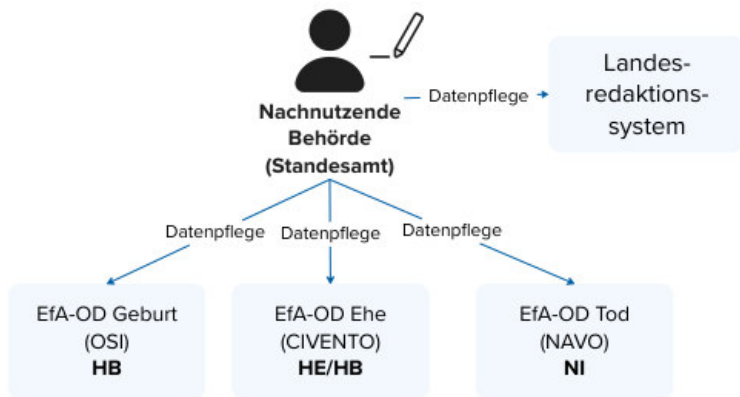 Nachnutzende
Behörde
(Standesamt)
Datenpflege
Landes-
redaktions-
system
Datenpflege
Datenpflege
Datenpflege
EfA-OD Geburt
(OSI)
HB
EfA-OD Ehe
(CIVENTO)
HE/HB
EfA-OD Tod
(NAVO)
NI